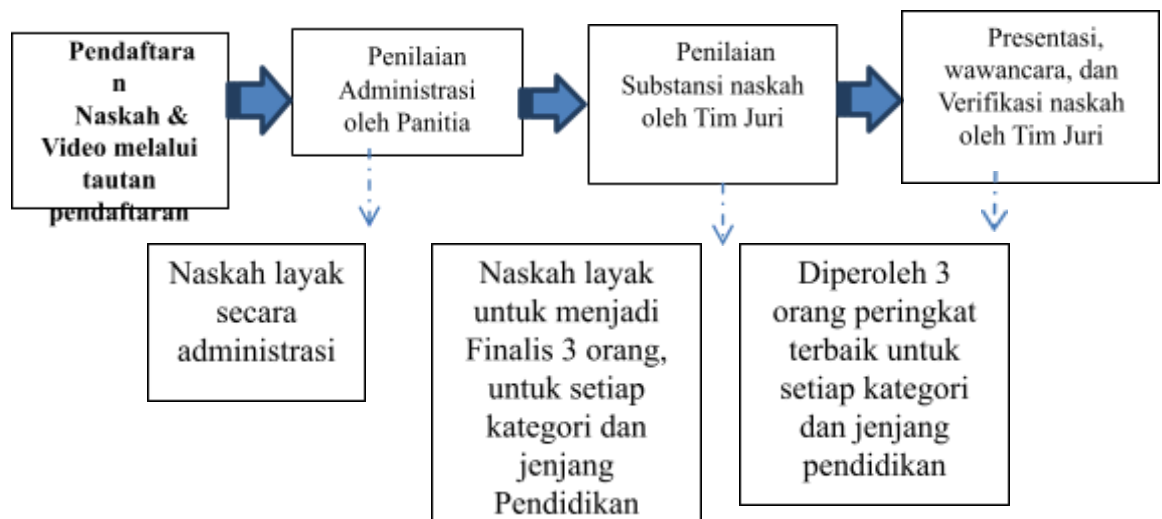 Pendaftara
n
Naskah &
Video melalui
tautan
pendaftaran
Penilaian
Administrasi
oleh Panitia
Penilaian
Substansi naskah
oleh Tim Juri
Presentasi,
wawancara, dan
Verifikasi naskah
oleh Tim Juri
Naskah layak
secara
administrasi
Naskah layak
untuk menjadi
Finalis 3 orang,
untuk setiap
kategori dan
jenjang
Pendidikan
Diperoleh 3
orang peringkat
terbaik untuk
setiap kategori
dan jenjang
pendidikan